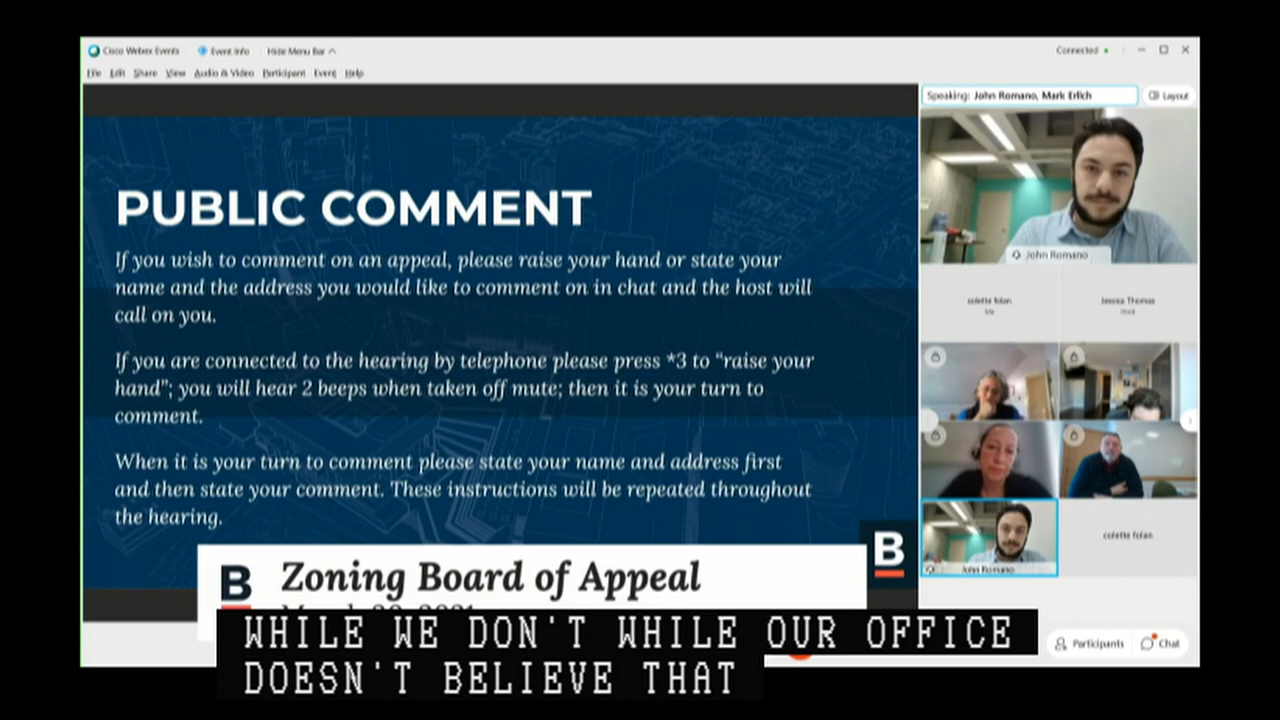 Cisco Webex Events Event Info Hide Menu Bar Connected
File Edit Share View Audio & Video Participant Event Help
Speaking: John Romano, Mark Erlich Layout
PUBLIC COMMENT
If you wish to comment on an appeal, please raise your hand or state your
name and the address you would like to comment on in chat and the host will
call on you.
If you are connected to the hearing by telephone please press *3 to “raise your
hand”; you will hear 2 beeps when taken off mute; then it is your turn to
comment.
When it is your turn to comment please state your name and address first
and then state your comment. These instructions will be repeated throughout
the hearing.
John Romano
colette folan
Me
Jessica Thomas
Host
John Romano
colette folan
B
B
Zoning Board of Appeal
WHILE WE DON'T WHILE OUR OFFICE
DOESN'T BELIEVE THAT
Participants Chat